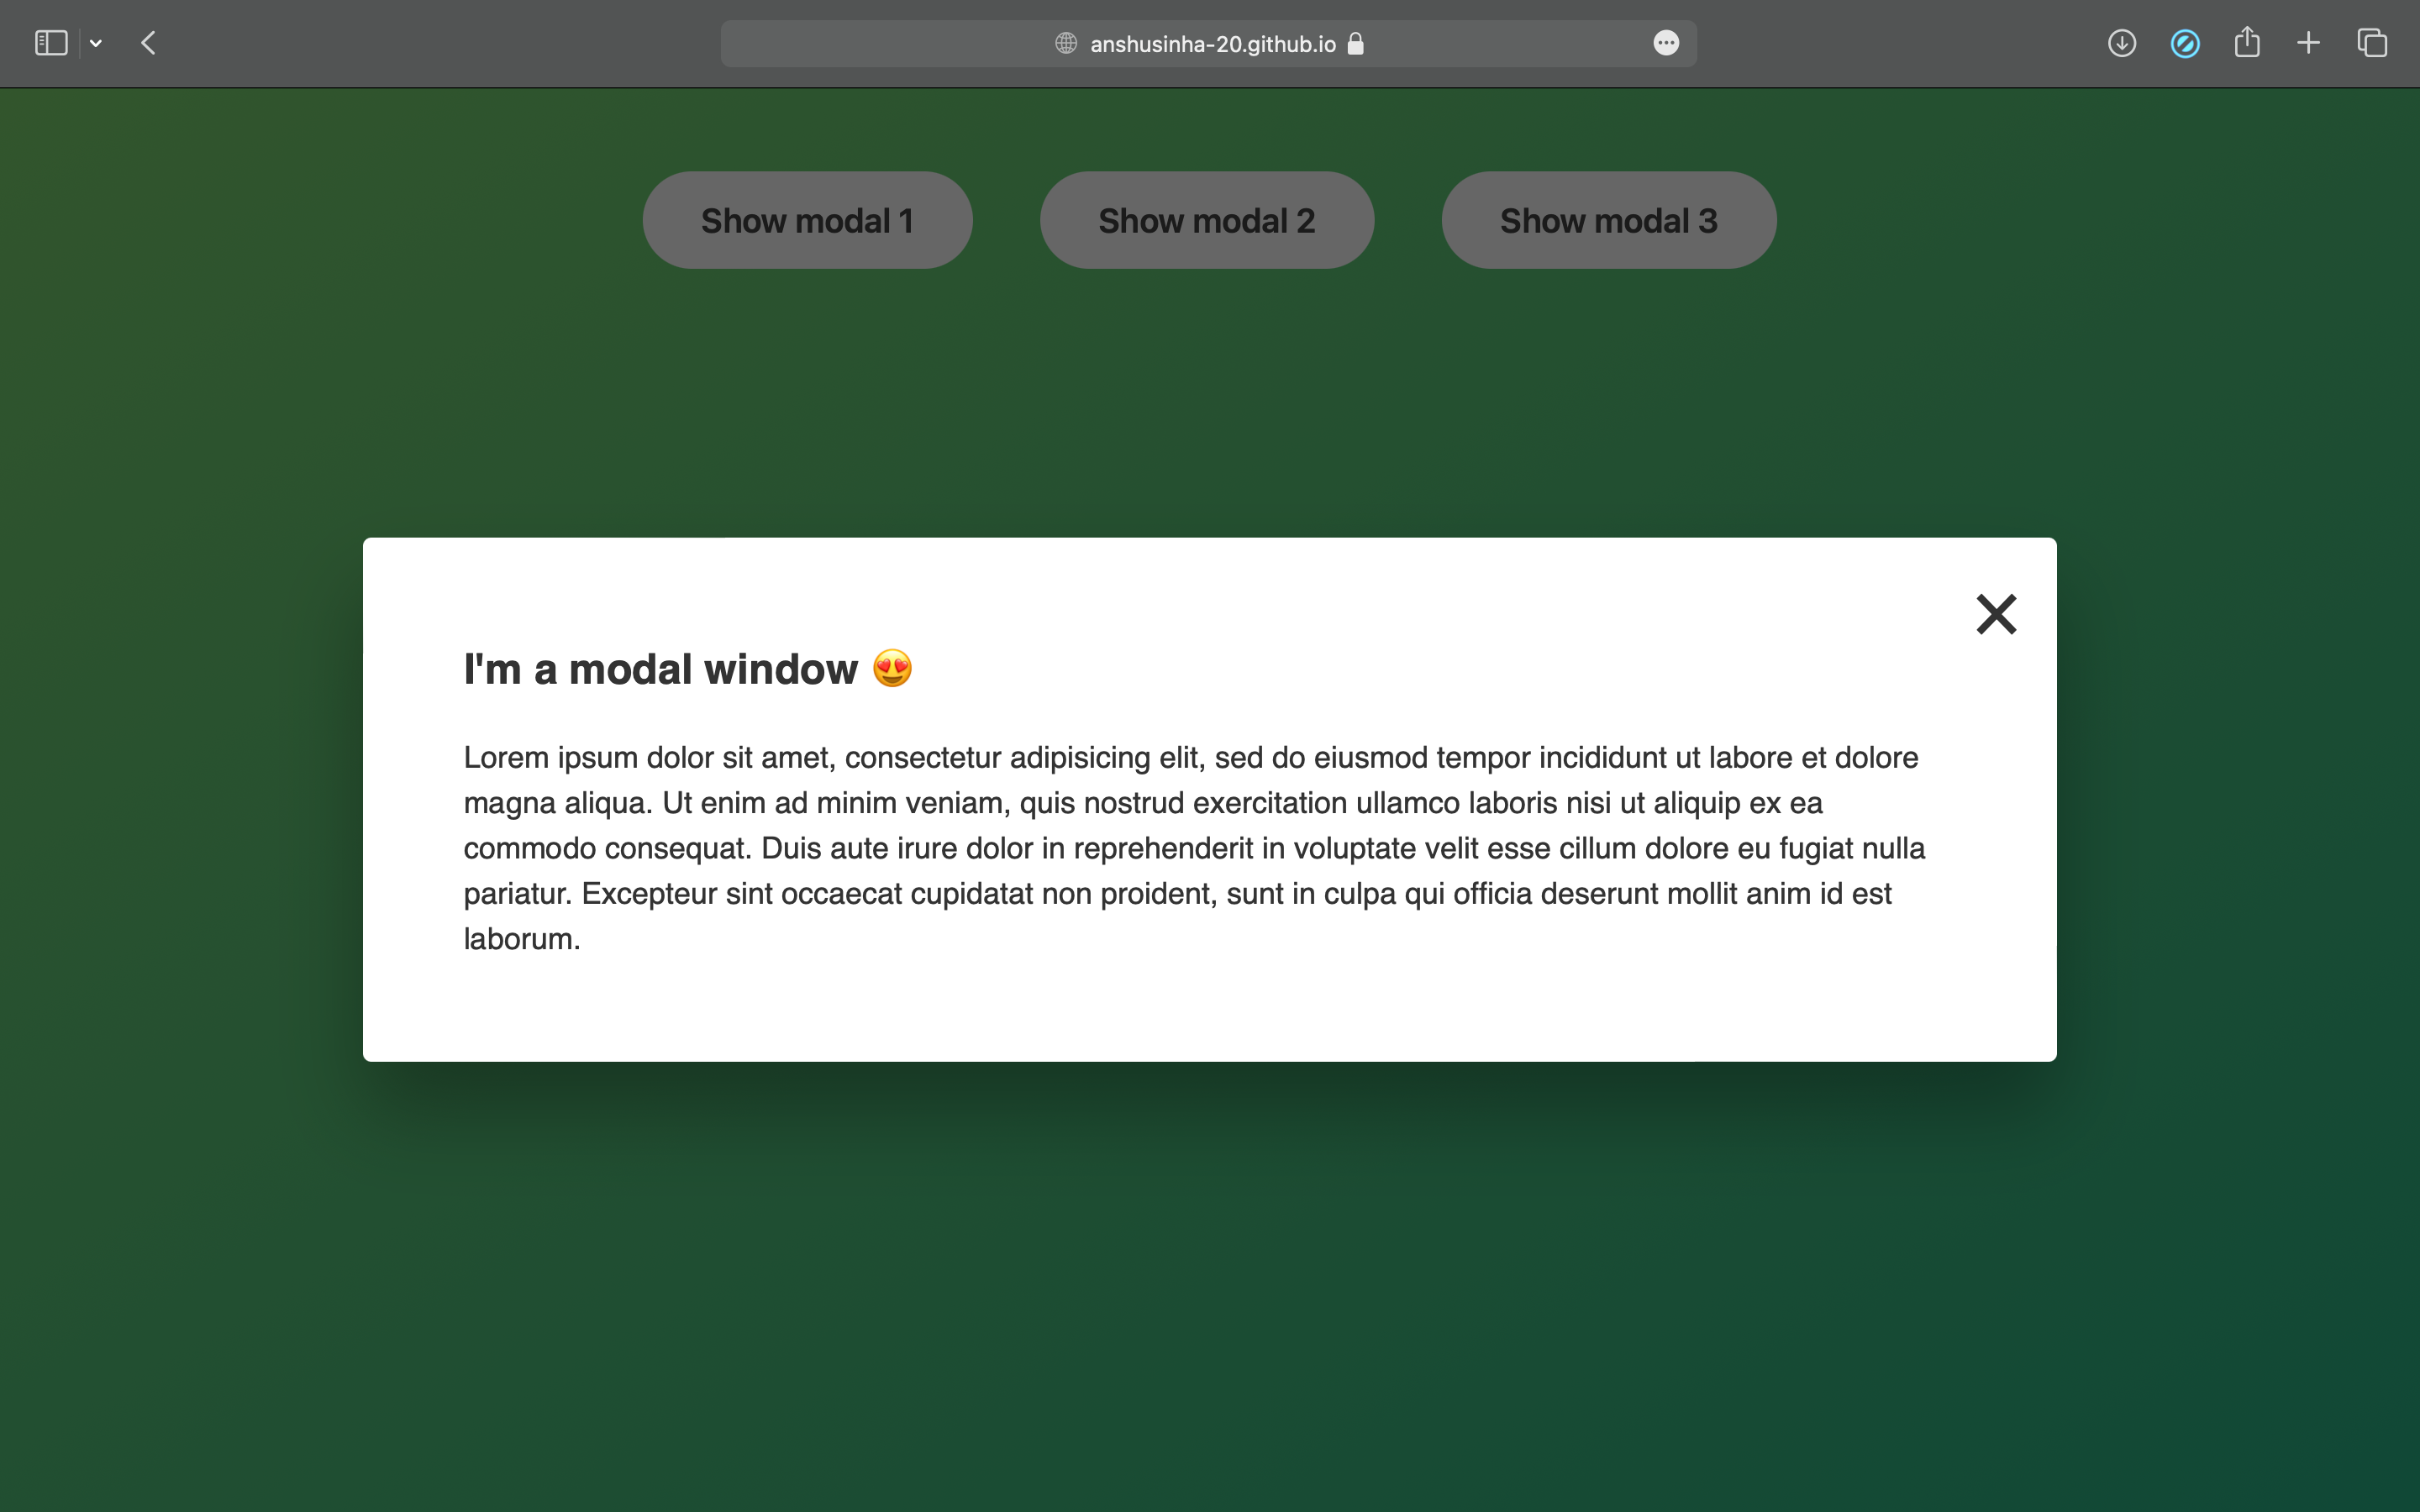 anshusinha-20.github.io
Show modal 1 Show modal 2 Show modal 3
I'm a modal window 😍
Lorem ipsum dolor sit amet, consectetur adipisicing elit, sed do eiusmod tempor incididunt ut labore et dolore
magna aliqua. Ut enim ad minim veniam, quis nostrud exercitation ullamco laboris nisi ut aliquip ex ea
commodo consequat. Duis aute irure dolor in reprehenderit in voluptate velit esse cillum dolore eu fugiat nulla
pariatur. Excepteur sint occaecat cupidatat non proident, sunt in culpa qui officia deserunt mollit anim id est
laborum.